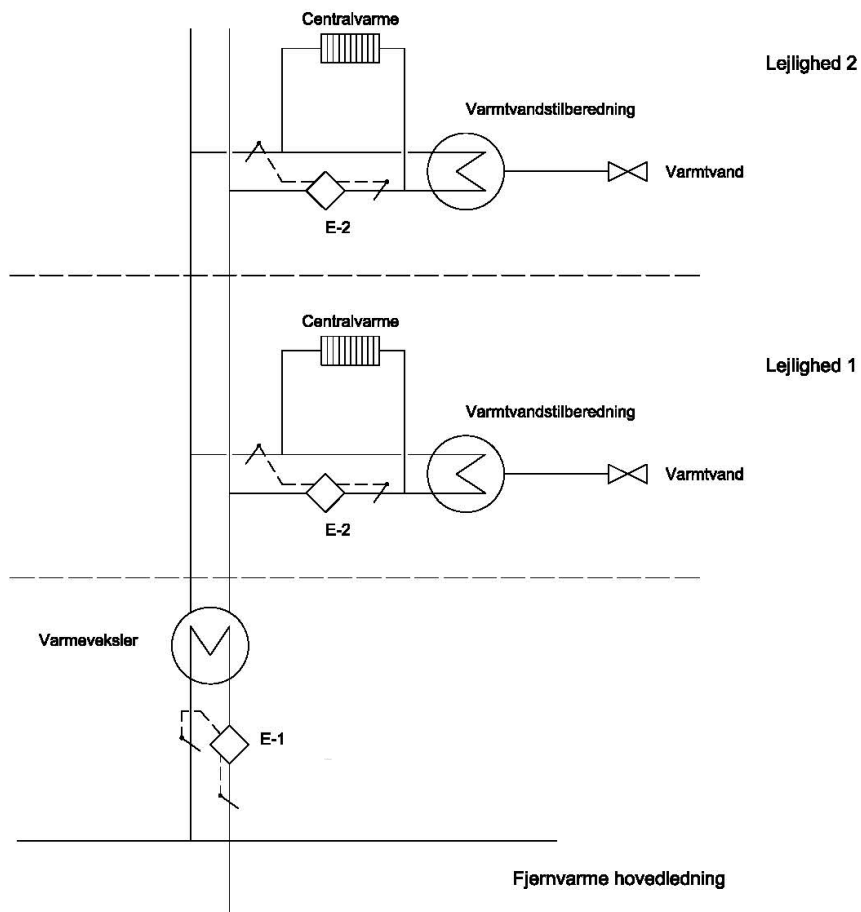 Centralvarme
Lejlighed 2
Varmtvandstilberedning
Varmtvand
E-2
Centralvarme
Lejlighed 1
Varmtvandstilberedning
Varmtvand
E-2
Varmeveksler
E-1
Fjernvarme hovedledning